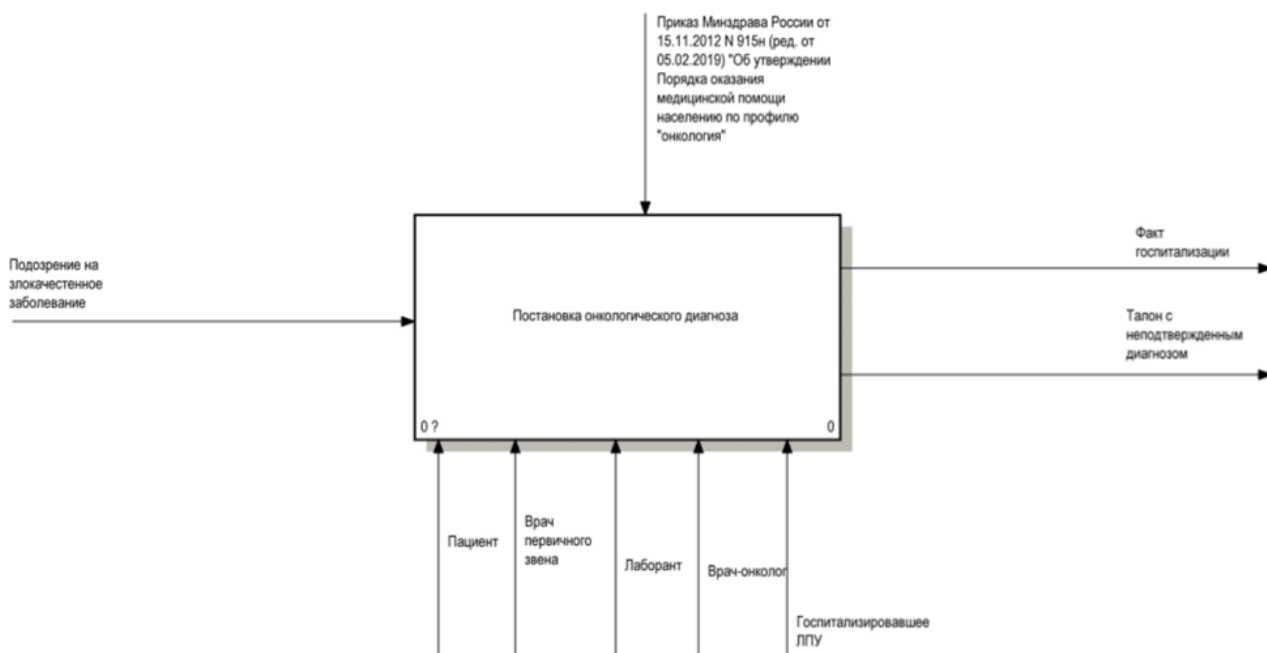 Приказ Минздрава России от
15.11.2012 N 915н (ред. от
05.02.2019) "Об утверждении
Порядка оказания
медицинской помощи
населению по профилю
"онкология"
Факт
госпитализации
Подозрение на
злокачестенное
заболевание
Постановка онкологического диагноза
Талон с
неподтвержденным
диагнозом
0 ?
0
Пациент
Врач
первичного
звена
Лаборант
Врач-онколог
Госпитализировавшее
ЛПУ